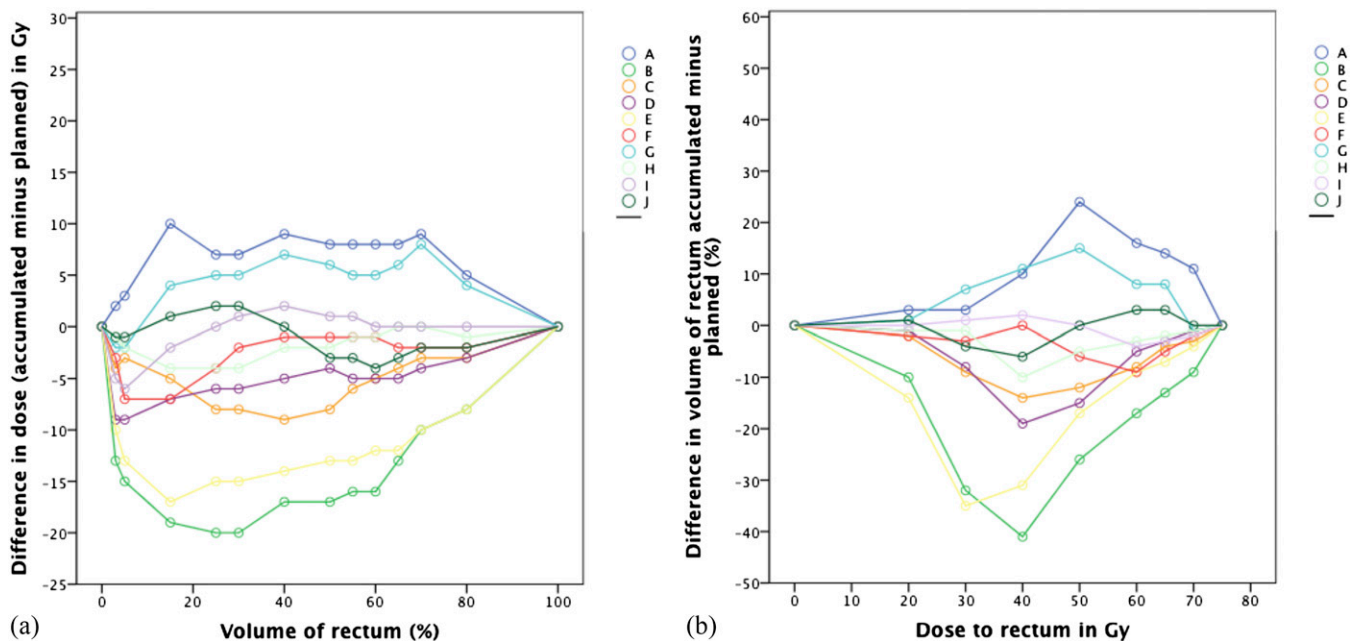 Difference in dose (accumulated minus planned) in Gy
30
25
20
15
10
5
0
-5
-10
-15
-20
-25
0
20
40
60
80
100
Volume of rectum (%)
A
B
C
D
E
F
G
H
I
J
(a)
Difference in volume of rectum accumulated minus
planned (%)
60
50
40
30
20
10
0
-10
-20
-30
-40
-50
0
10
20
30
40
50
60
70
80
Dose to rectum in Gy
A
B
C
D
E
F
G
H
I
J
(b)